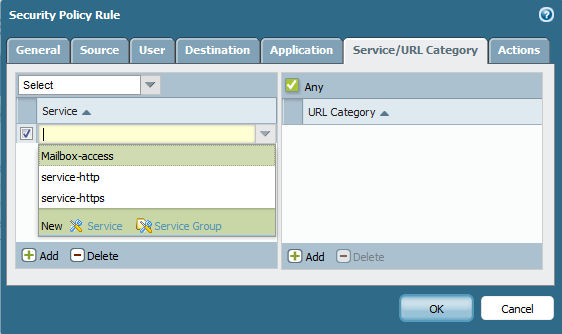 Security Policy Rule
General Source User Destination Application Service/URL Category Actions
Select
Any
Service
URL Category
Mailbox-access
service-http
service-https
New Service Service Group
Add Delete
Add Delete
OK Cancel